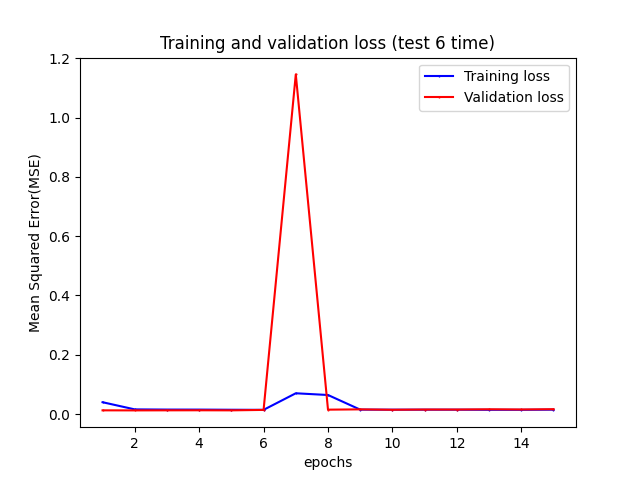 Training and validation loss (test 6 time)
Training loss
Validation loss
1.2
1.0
0.8
0.6
0.4
0.2
0.0
Mean Squared Error(MSE)
2 4 6 8 10 12 14
epochs